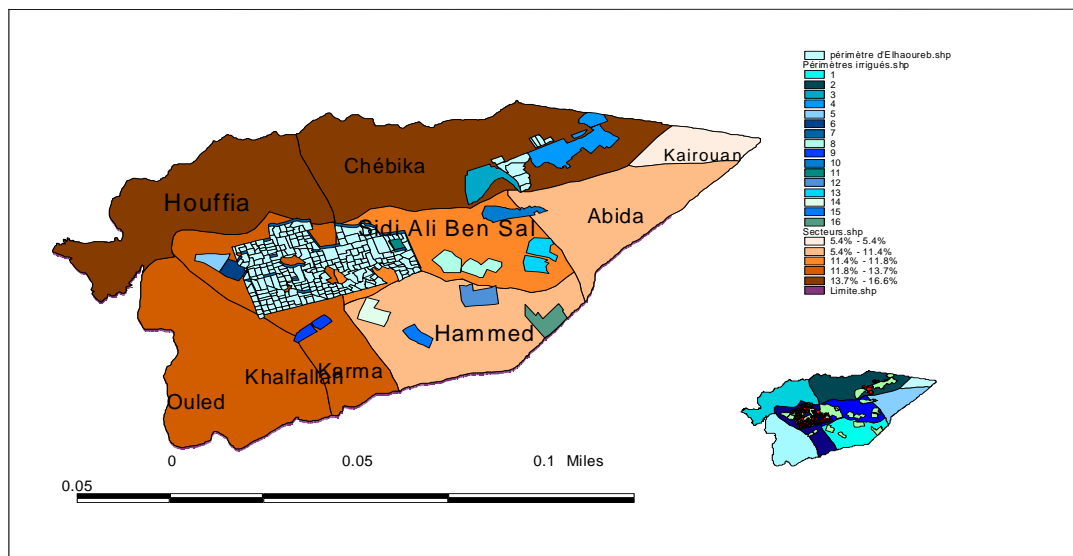 périmètre d'Elhaoureb.shp
Périmètres irrigués.shp
1
2
3
4
5
6
7
8
9
10
11
12
13
14
15
16
Secteurs.shp
5.4% - 5.4%
5.4% - 11.4%
11.4% - 11.8%
11.8% - 13.7%
13.7% - 16.6%
Limite.shp
Kairouan
Chébika
Houffia
Abida
Sidi Ali Ben Sal
Hammed
Karma
Khalfallah
Ouled
0 0.05 0.1 Miles
0.05